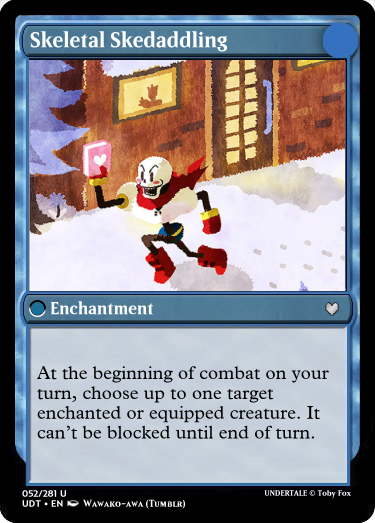 Skeletal Skedaddling
Enchantment
At the beginning of combat on your
turn, choose up to one target
enchanted or equipped creature. It
can't be blocked until end of turn.
052/281 U
UDT • EN Wawako-awa (Tumblr)
UNDERTALE © Toby Fox